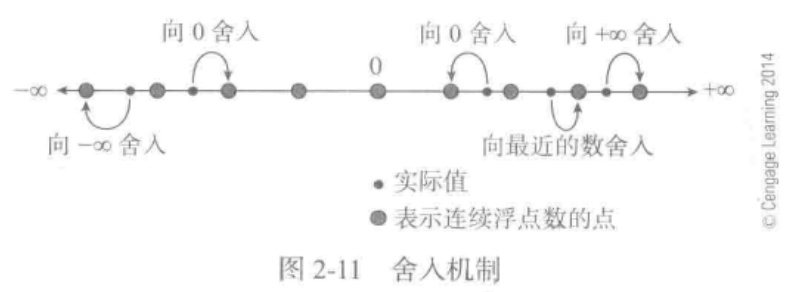 向 0 舍入
向 0 舍入
向 +∞ 舍入
0
−∞
+∞
向 −∞ 舍入
向最近的数舍入
实际值
表示连续浮点数的点
图 2-11 舍入机制
© Cengage Learning 2014